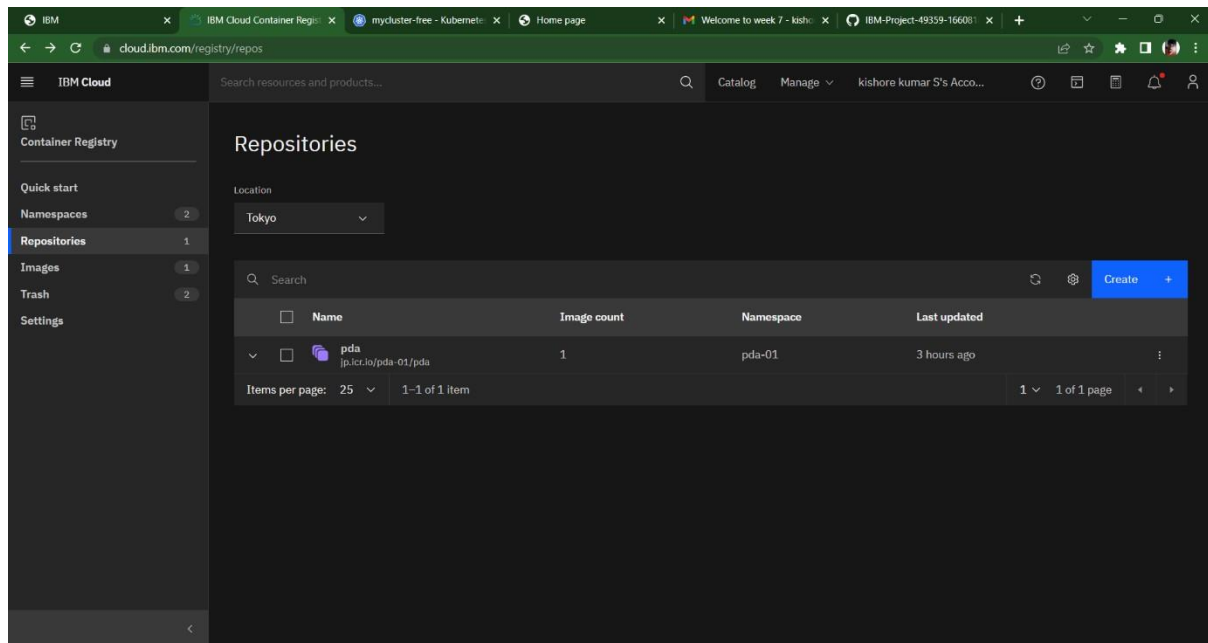 IBM
IBM Cloud Container Regist
mycluster-free - Kubernete
Home page
Welcome to week 7 - kisho
IBM-Project-49359-16608
cloud.ibm.com/registry/repos
IBM Cloud
Search resources and products...
Catalog
Manage
kishore kumar S's Acco...
Container Registry
Quick start
Namespaces 2
Repositories 1
Images 1
Trash 2
Settings
Repositories
Location
Tokyo
Search
Create +
Name Image count Namespace Last updated
pda 1 pda-01 3 hours ago
jp.icr.io/pda-01/pda
Items per page: 25 1–1 of 1 item 1 1 of 1 page